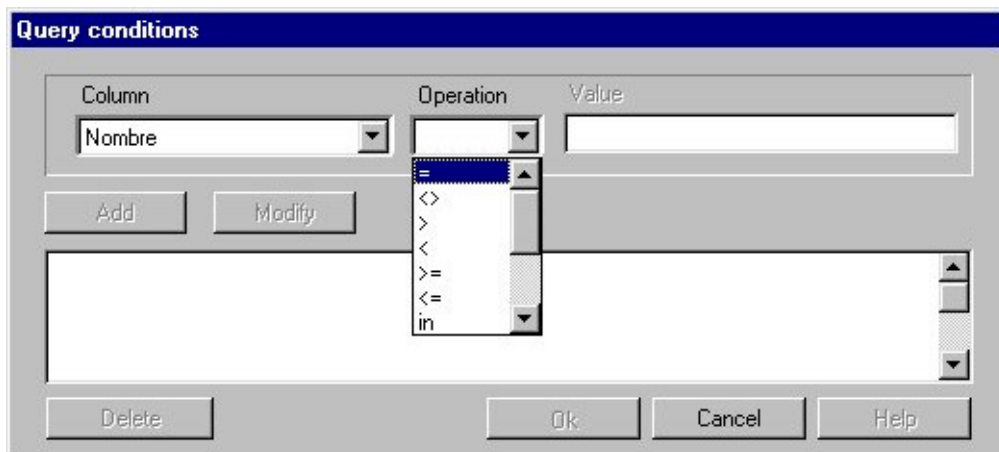 Query conditions
Column Operation Value
Nombre
=
<>
>
<
>=
<=
in
Add Modify
Delete Ok Cancel Help